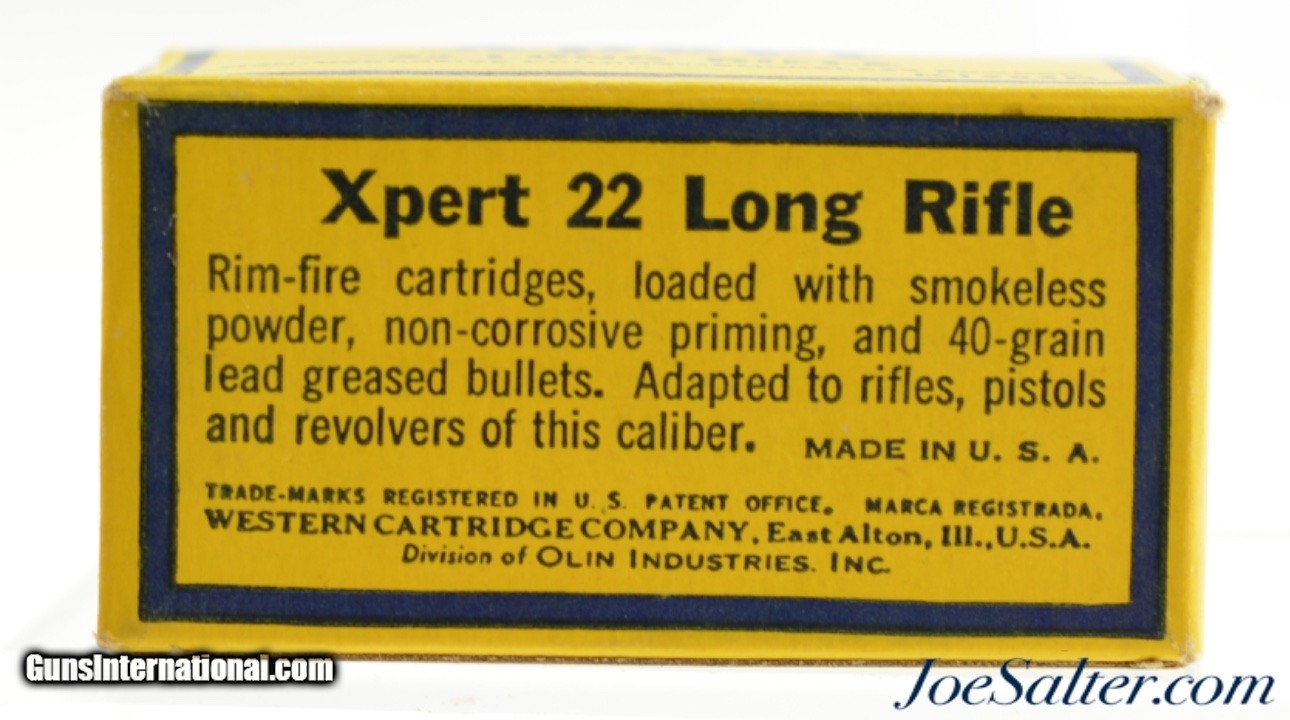 Xpert 22 Long Rifle
Rim-fire cartridges, loaded with smokeless
powder, non-corrosive priming, and 40-grain
lead greased bullets. Adapted to rifles, pistols
and revolvers of this caliber. MADE IN U. S. A.
TRADE-MARKS REGISTERED IN U. S. PATENT OFFICE. MARCA REGISTRADA.
WESTERN CARTRIDGE COMPANY, East Alton, Ill., U.S.A.
Division of OLIN INDUSTRIES. INC.
GunsInternational.com
JoeSalter.com